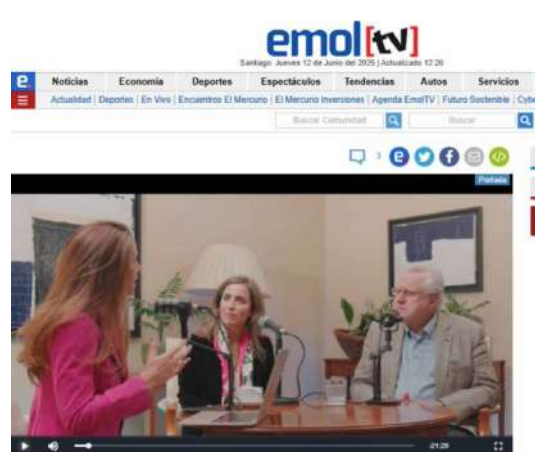 emol[tv]
Santiago Jueves 12 de Junio del 2025 | Actualizado 12:26
Noticias Economía Deportes Espectáculos Tendencias Autos Servicios
Actualidad | Deportes | En Vivo | Encuentros El Mercurio | El Mercurio Inversiones | Agenda EmolTV | Futuro Sostenible | Cybe
Buscar Comunidad Buscar
3
Portada
21:25